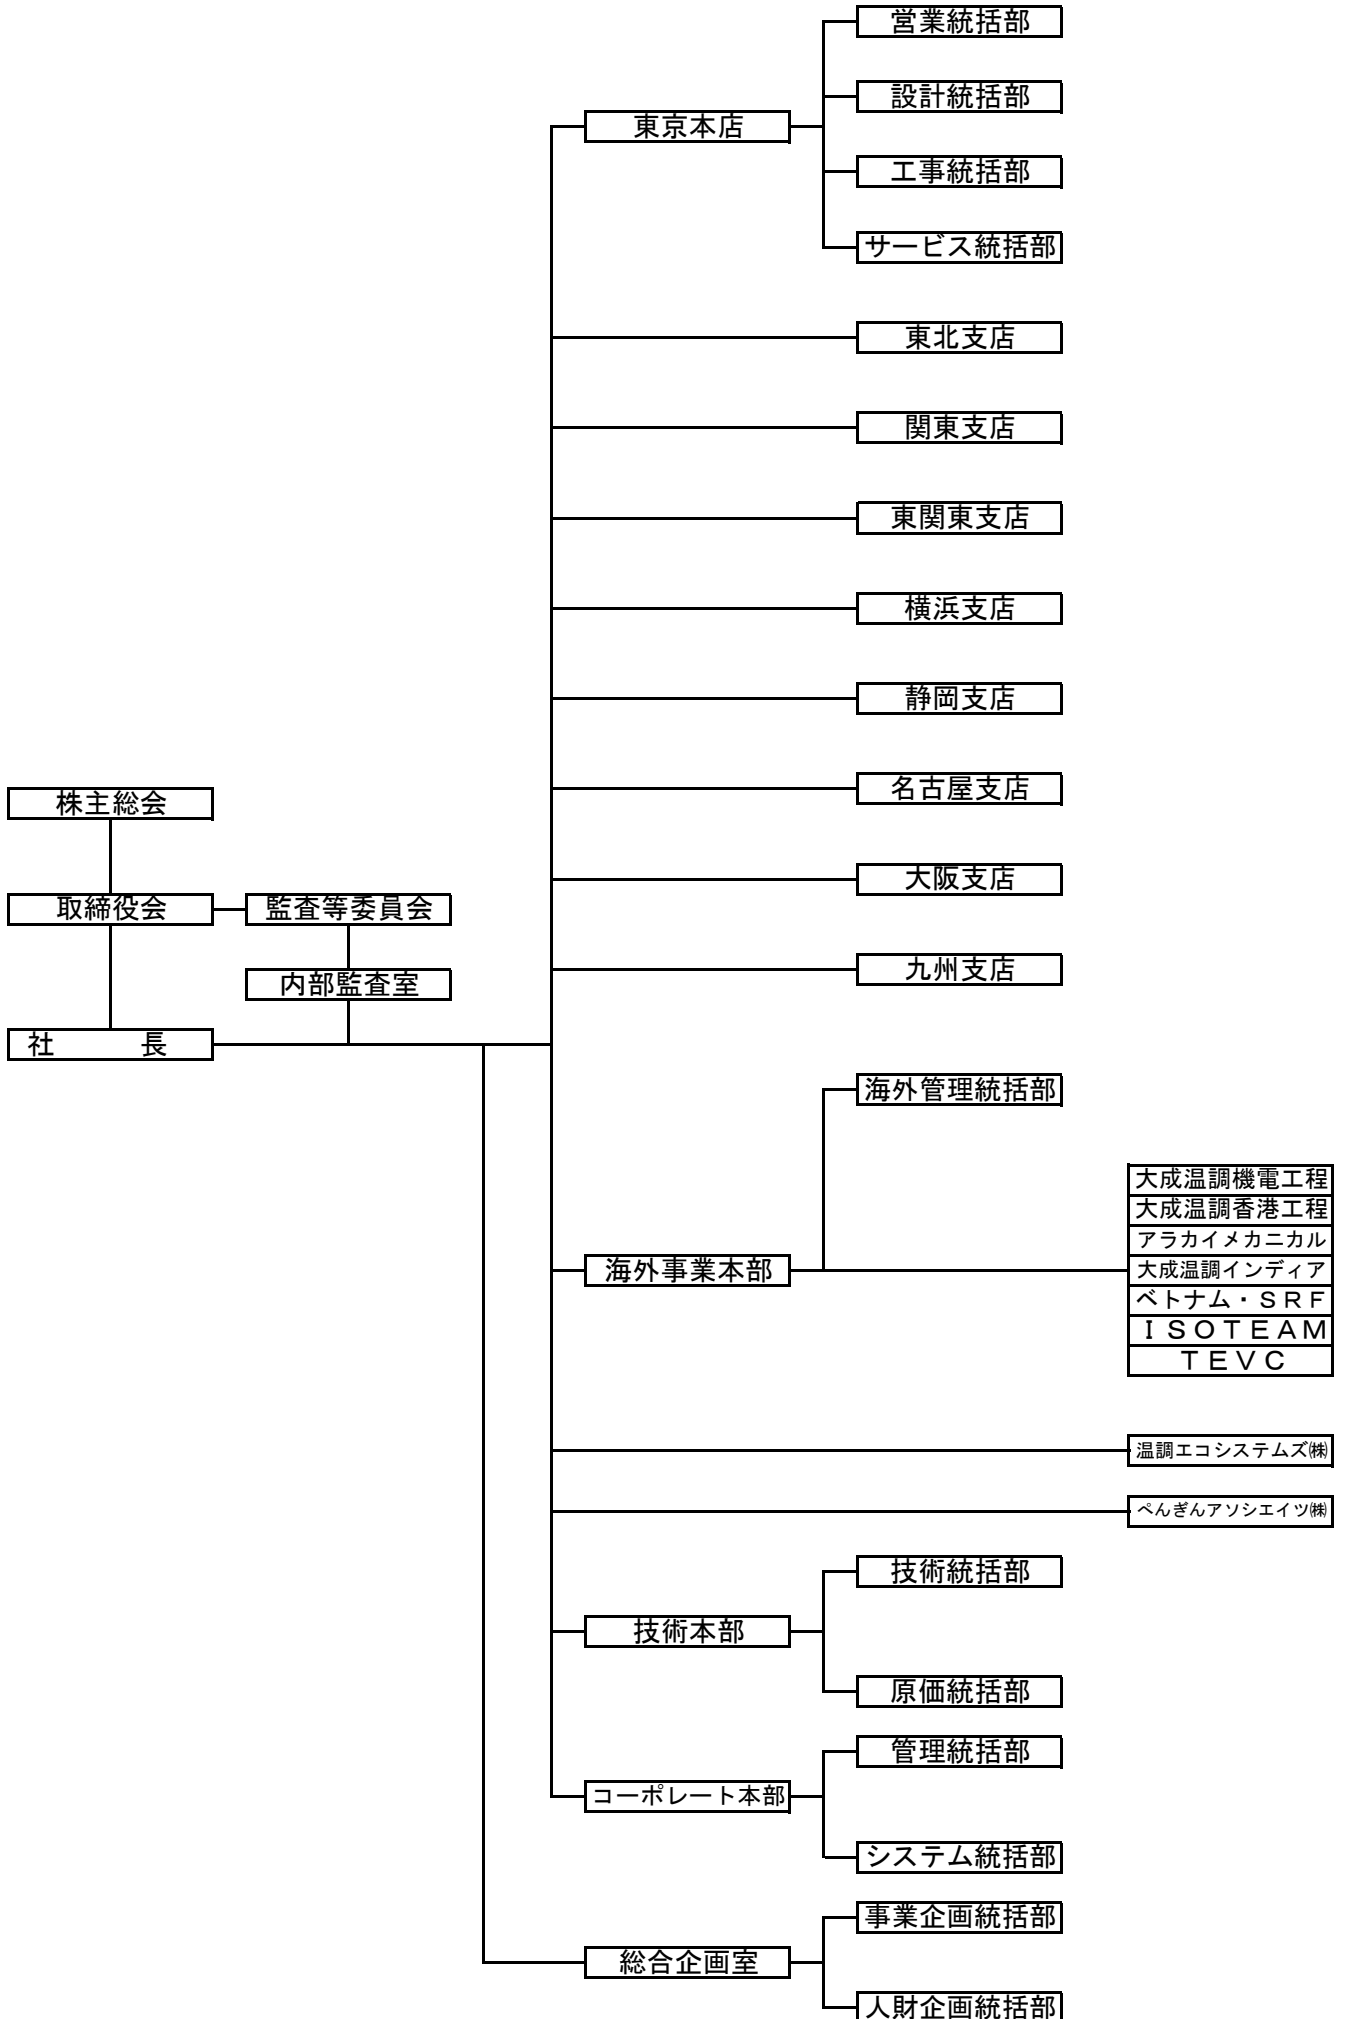 営業統括部
設計統括部
東京本店
工事統括部
サービス統括部
東北支店
関東支店
東関東支店
横浜支店
静岡支店
名古屋支店
株主総会
大阪支店
取締役会
監査等委員会
九州支店
内部監査室
社　　　長
海外管理統括部
大成温調機電工程
大成温調香港工程
アラカイメカニカル
海外事業本部
大成温調インディア
ベトナム・ＳＲＦ
ＩＳＯＴＥＡＭ
ＴＥＶＣ
温調エコシステムズ㈱
ぺんぎんアソシエイツ㈱
技術統括部
技術本部
原価統括部
管理統括部
コーポレート本部
システム統括部
事業企画統括部
総合企画室
人財企画統括部